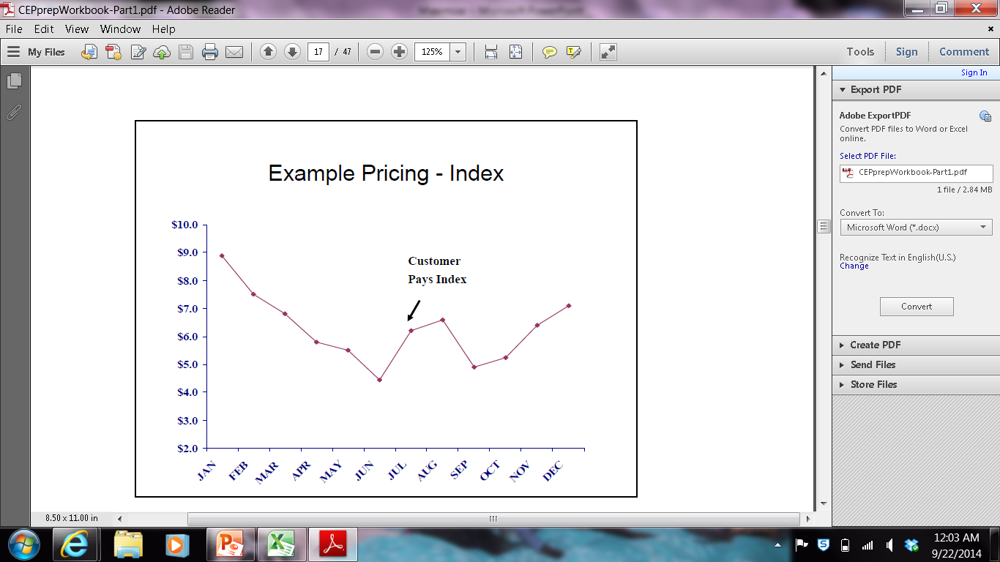 CEPprepWorkbook-Part1.pdf - Adobe Reader
File Edit View Window Help
My Files 17 / 47 125% Tools Sign Comment
Sign In
Export PDF
Adobe ExportPDF
Convert PDF files to Word or Excel
online.
Select PDF File:
CEPprepWorkbook-Part1.pdf
1 file / 2.84 MB
Convert To:
Microsoft Word (*.docx)
Recognize Text in English(U.S.)
Change
Convert
Create PDF
Send Files
Store Files
Example Pricing - Index
$10.0
$9.0
$8.0
$7.0
$6.0
$5.0
$4.0
$3.0
$2.0
Customer
Pays Index
JAN FEB MAR APR MAY JUN JUL AUG SEP OCT NOV DEC
8.50 x 11.00 in
12:03 AM
9/22/2014